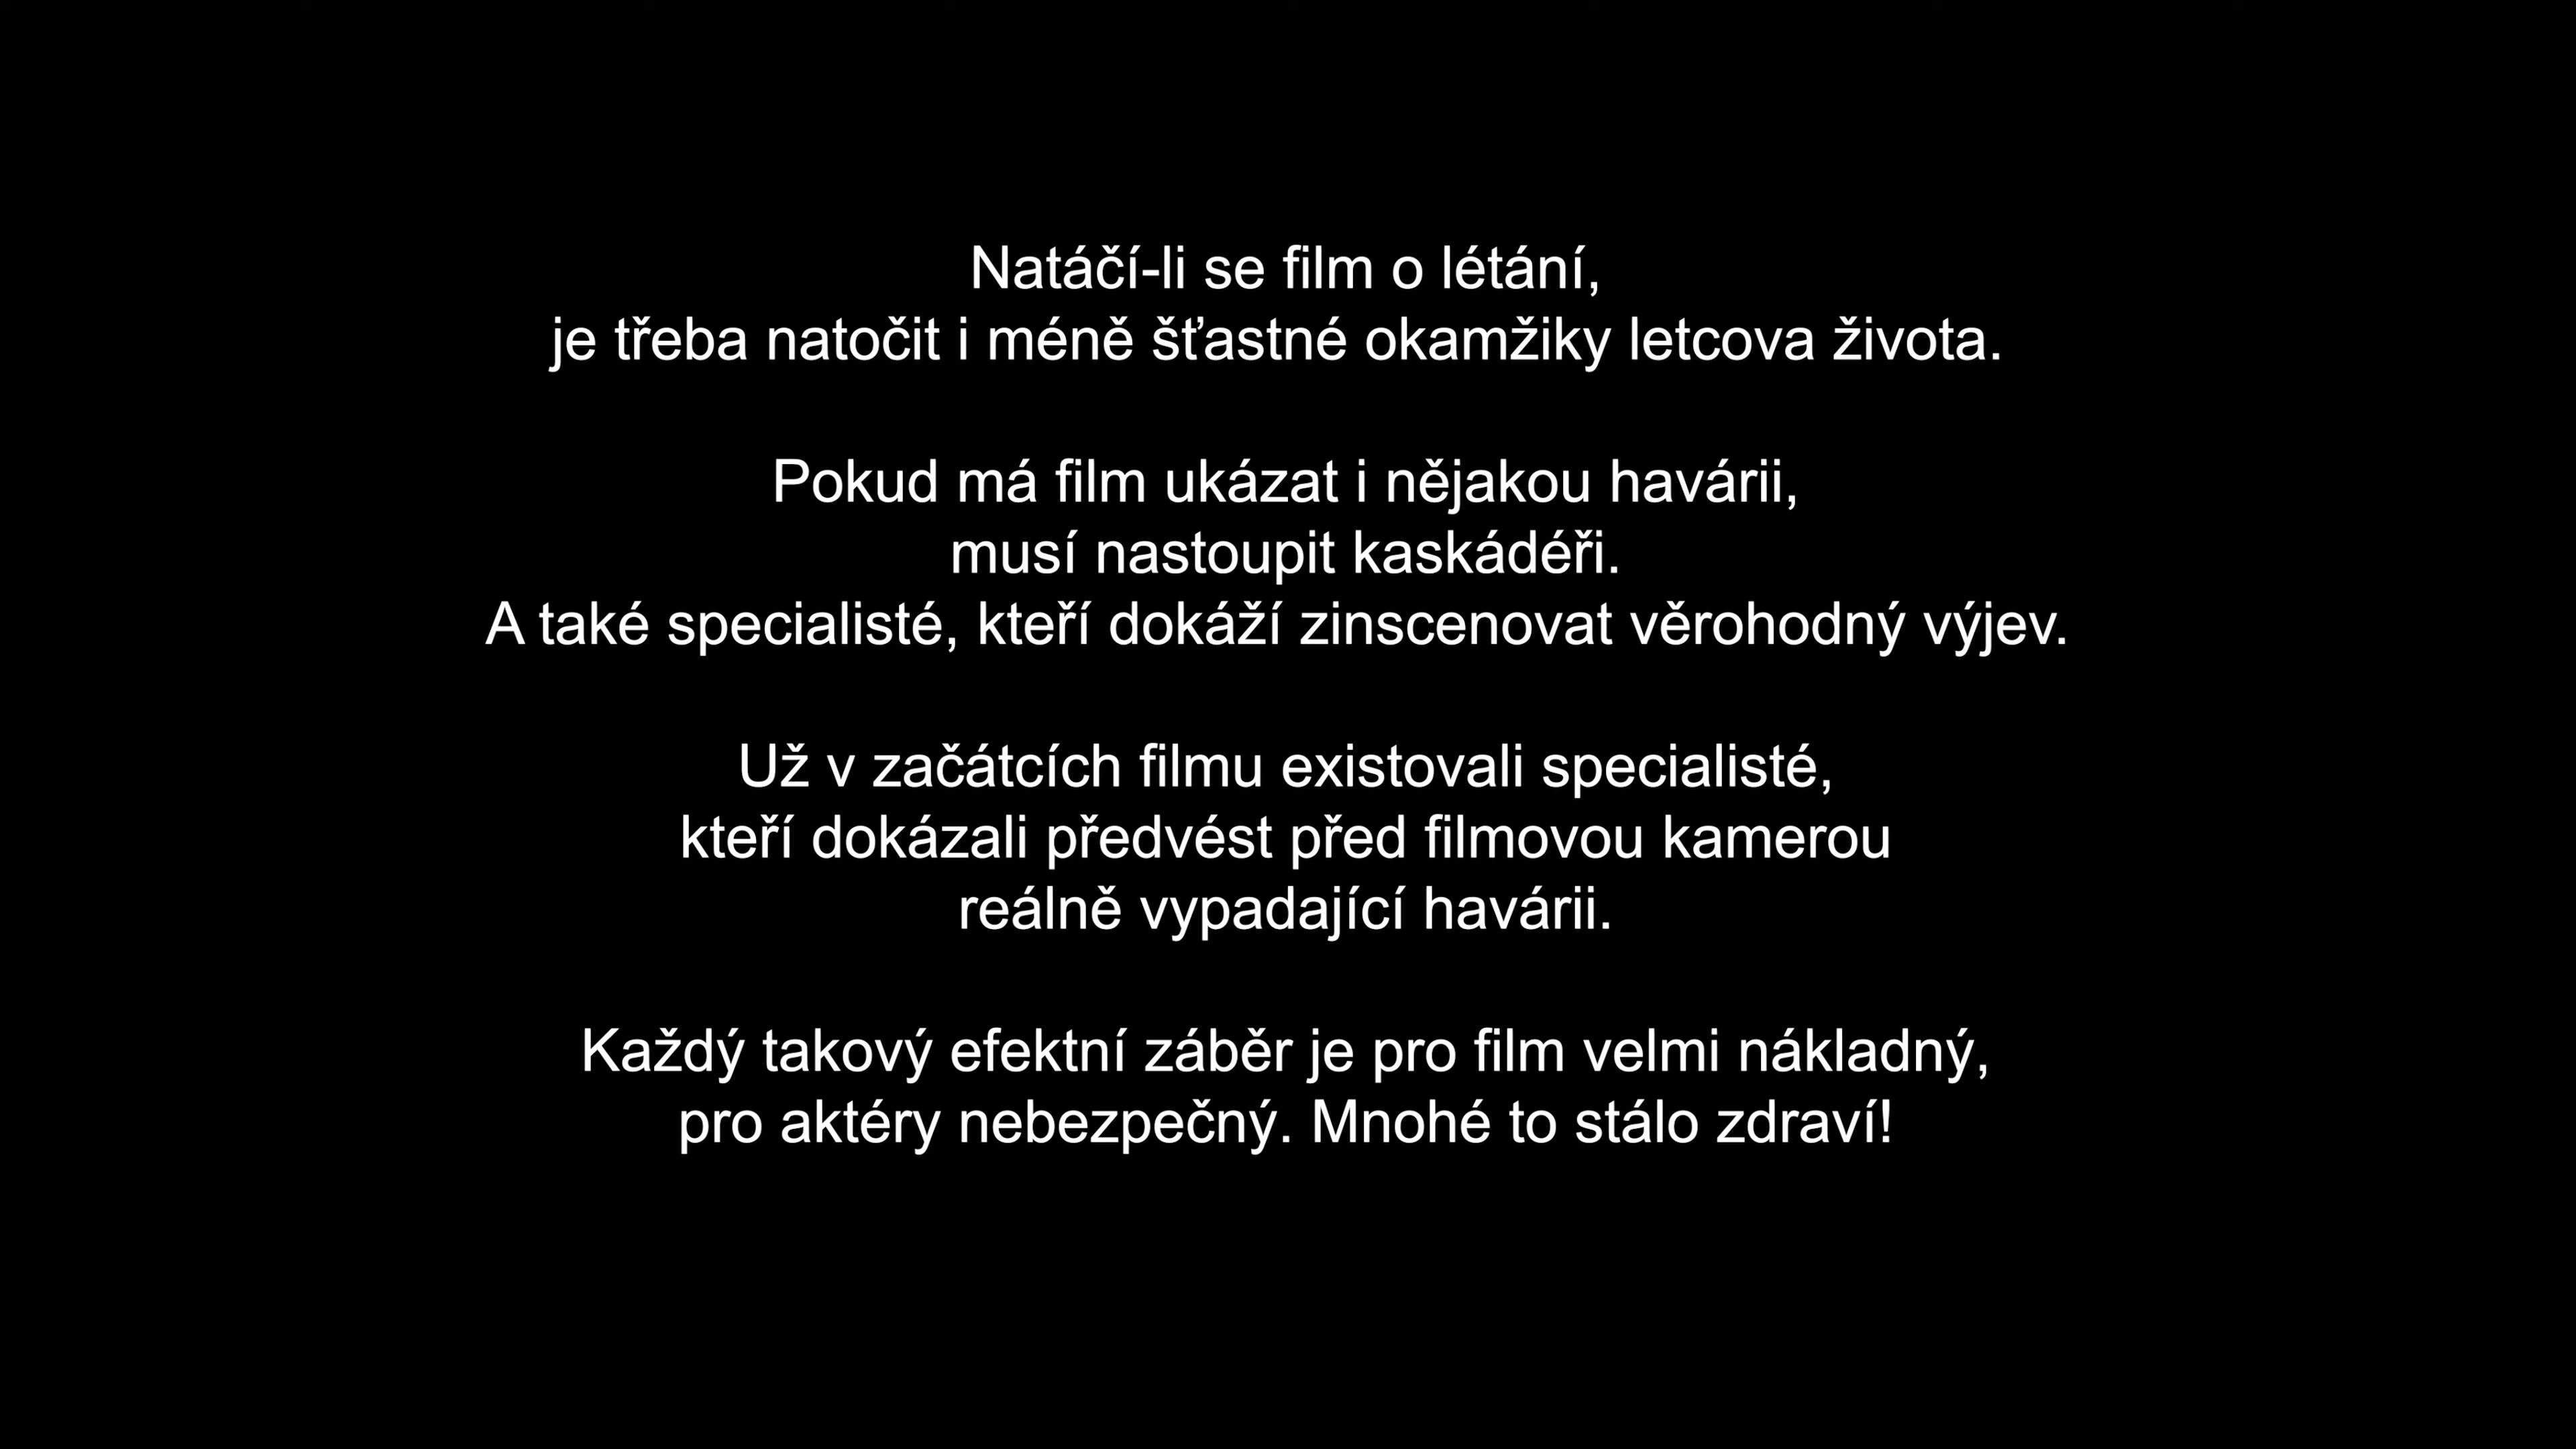 Natáčí-li se film o létání,
je třeba natočit i méně šťastné okamžiky letcova života.
Pokud má film ukázat i nějakou havárii,
musí nastoupit kaskádéři.
A také specialisté, kteří dokáží zinscenovat věrohodný výjev.
Už v začátcích filmu existovali specialisté,
kteří dokázali předvést před filmovou kamerou
reálně vypadající havárii.
Každý takový efektní záběr je pro film velmi nákladný,
pro aktéry nebezpečný. Mnohé to stálo zdraví!